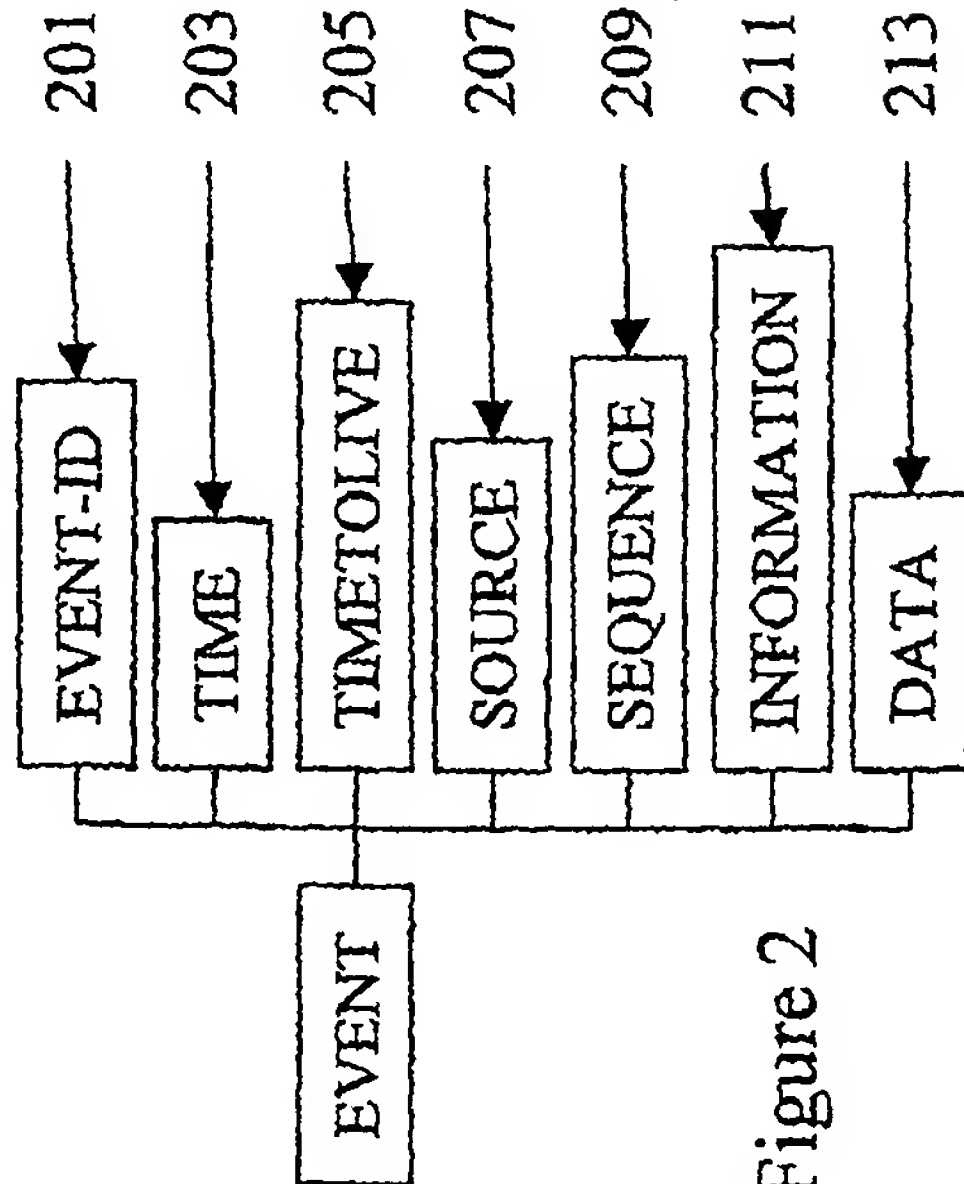 EVENT
EVENT-ID
201
TIME
203
TIMETOLIVE
205
SOURCE
207
SEQUENCE
209
INFORMATION
211
DATA
213
Figure 2